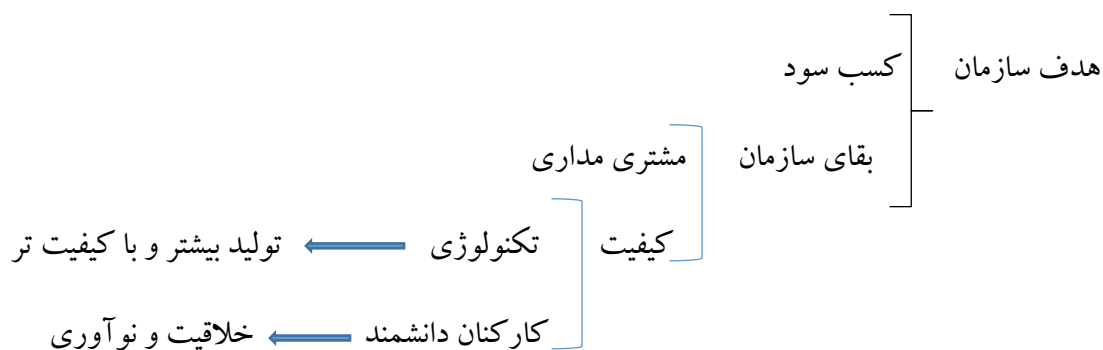 هدف سازمان کسب سود
بقای سازمان مشتری مداری
کیفیت تکنولوژی تولید بیشتر و با کیفیت تر
کارکنان دانشمند خلاقیت و نوآوری